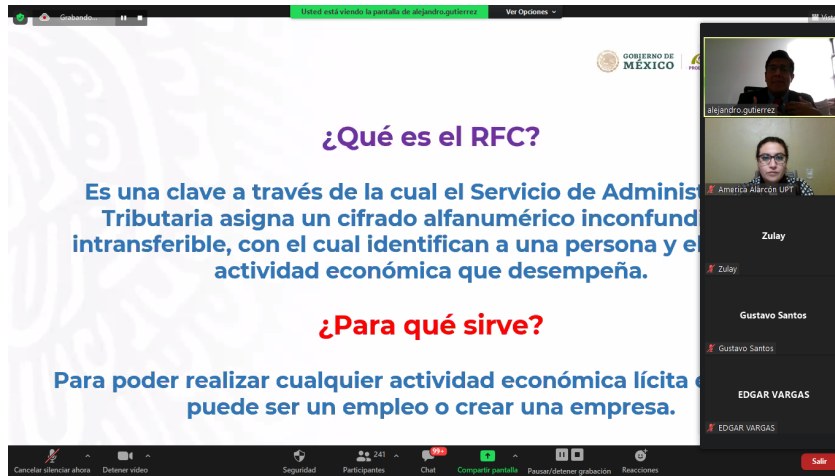 Grabando...
Usted está viendo la pantalla de alejandro.gutierrez
Ver Opciones
GOBIERNO DE
MÉXICO
¿Qué es el RFC?
Es una clave a través de la cual el Servicio de Administ
Tributaria asigna un cifrado alfanumérico inconfund
intransferible, con el cual identifican a una persona y el
actividad económica que desempeña.
¿Para qué sirve?
Para poder realizar cualquier actividad económica lícita
puede ser un empleo o crear una empresa.
alejandro.gutierrez
America Alarcón UPT
Zulay
Zulay
Gustavo Santos
Gustavo Santos
EDGAR VARGAS
EDGAR VARGAS
Cancelar silenciar ahora
Detener video
Seguridad
241
Participantes
99+
Chat
Compartir pantalla
Pausar/detener grabación
Reacciones
Salir